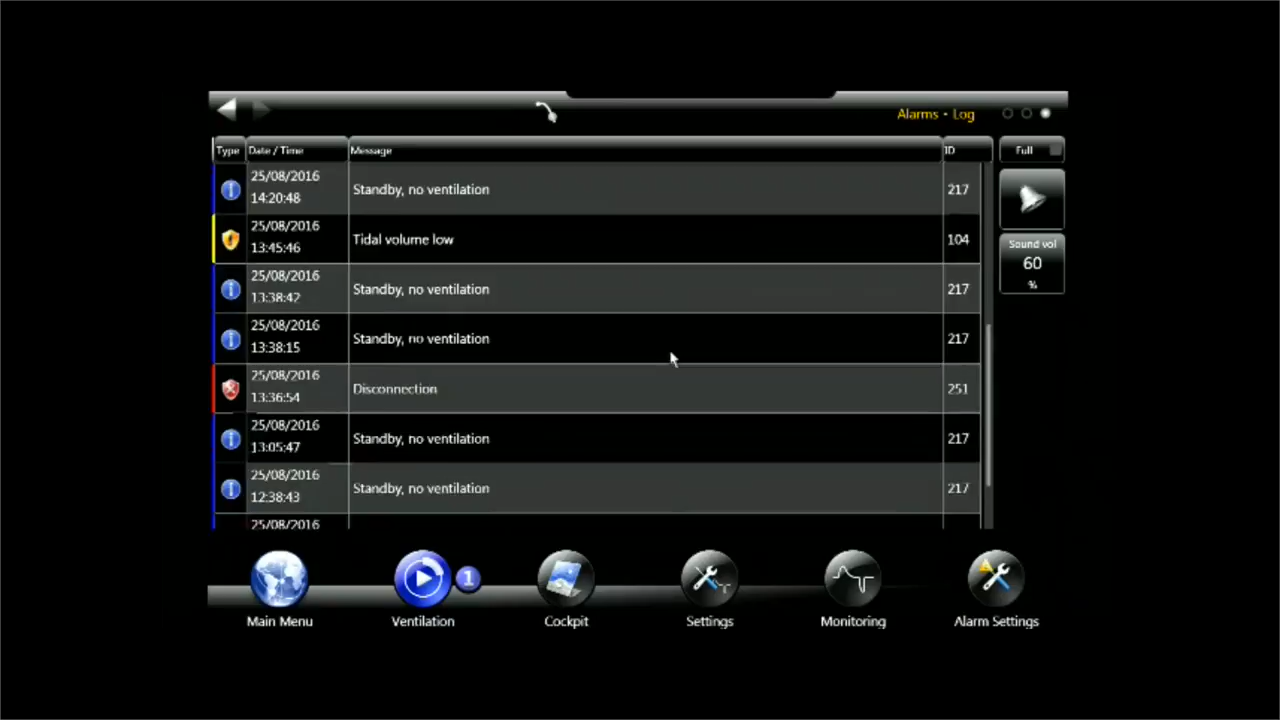 Alarms · Log
Type Date / Time Message ID Full
25/08/2016
14:20:48 Standby, no ventilation 217
25/08/2016
13:45:46 Tidal volume low 104
Sound vol
60
%
25/08/2016
13:38:42 Standby, no ventilation 217
25/08/2016
13:38:15 Standby, no ventilation 217
25/08/2016
13:36:54 Disconnection 251
25/08/2016
13:05:47 Standby, no ventilation 217
25/08/2016
12:38:43 Standby, no ventilation 217
25/08/2016
1
Main Menu Ventilation Cockpit Settings Monitoring Alarm Settings